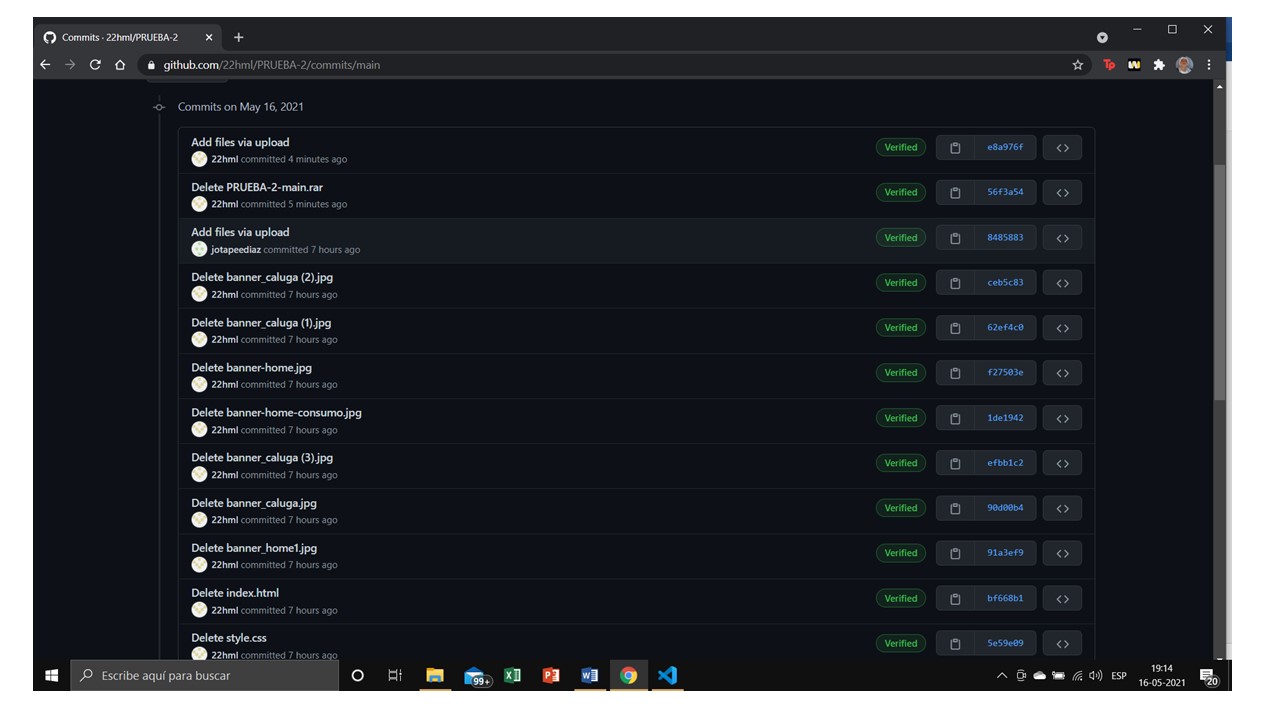 Commits · 22hml/PRUEBA-2
github.com/22hml/PRUEBA-2/commits/main
Commits on May 16, 2021
Add files via upload
22hml committed 4 minutes ago
Verified
e8a976f
Delete PRUEBA-2-main.rar
22hml committed 5 minutes ago
Verified
56f3a54
Add files via upload
jotapeediaz committed 7 hours ago
Verified
8485883
Delete banner_caluga (2).jpg
22hml committed 7 hours ago
Verified
ceb5c83
Delete banner_caluga (1).jpg
22hml committed 7 hours ago
Verified
62ef4c0
Delete banner-home.jpg
22hml committed 7 hours ago
Verified
f27503e
Delete banner-home-consumo.jpg
22hml committed 7 hours ago
Verified
1de1942
Delete banner_caluga (3).jpg
22hml committed 7 hours ago
Verified
efbb1c2
Delete banner_caluga.jpg
22hml committed 7 hours ago
Verified
90d00b4
Delete banner_home1.jpg
22hml committed 7 hours ago
Verified
91a3ef9
Delete index.html
22hml committed 7 hours ago
Verified
bf668b1
Delete style.css
22hml committed 7 hours ago
Verified
5e59e09
Escribe aquí para buscar
99+
ESP
19:14
16-05-2021
20